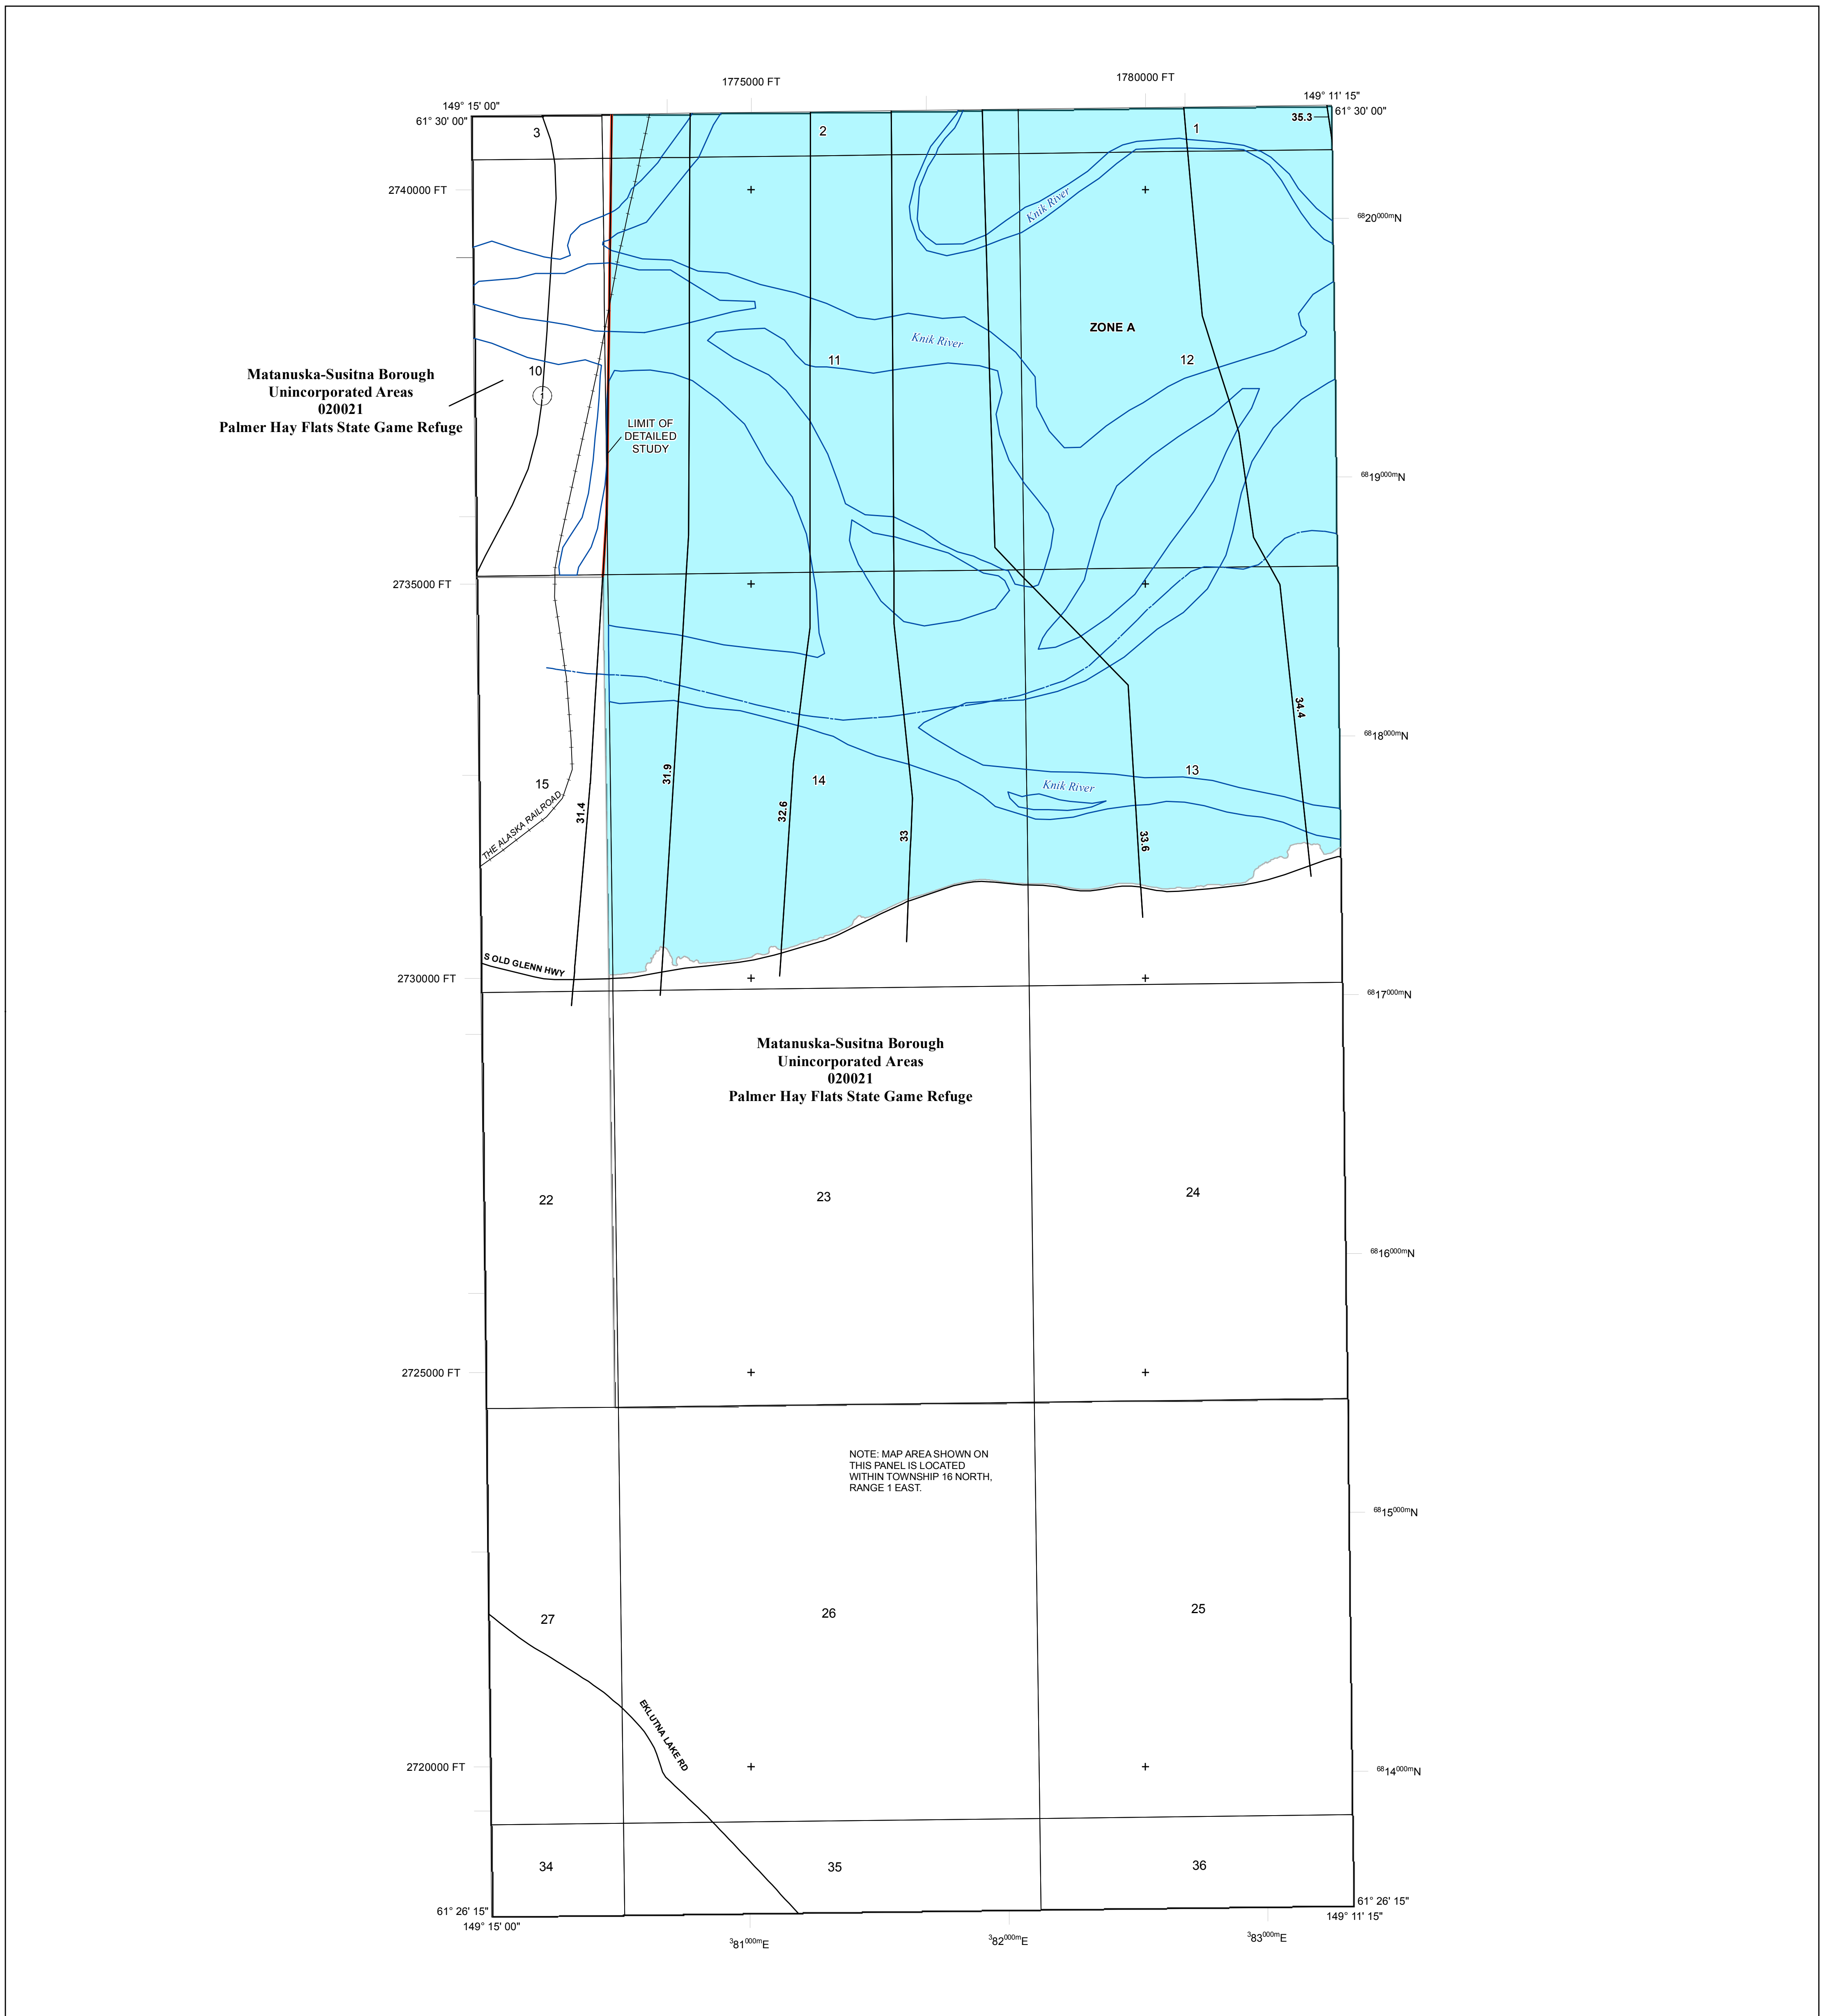 1775000 FT
1780000 FT
149° 15' 00"
149° 11' 15"
61° 30' 00"
61° 30' 00"
35.3
3
2
1
2740000 FT
Knik River
6820000mN
ZONE A
Knik River
11
12
10
Matanuska-Susitna Borough
Unincorporated Areas
020021
Palmer Hay Flats State Game Refuge
LIMIT OF
DETAILED
STUDY
6819000mN
2735000 FT
34.4
6818000mN
31.9
14
13
15
Knik River
THE ALASKA RAILROAD
31.4
32.6
33
33.6
S OLD GLENN HWY
2730000 FT
6817000mN
Matanuska-Susitna Borough
Unincorporated Areas
020021
Palmer Hay Flats State Game Refuge
22
23
24
6816000mN
2725000 FT
NOTE: MAP AREA SHOWN ON
THIS PANEL IS LOCATED
WITHIN TOWNSHIP 16 NORTH,
RANGE 1 EAST.
6815000mN
27
26
25
EKLUTNA LAKE RD
2720000 FT
6814000mN
34
35
36
61° 26' 15"
61° 26' 15"
149° 15' 00"
149° 11' 15"
381000mE
382000mE
383000mE